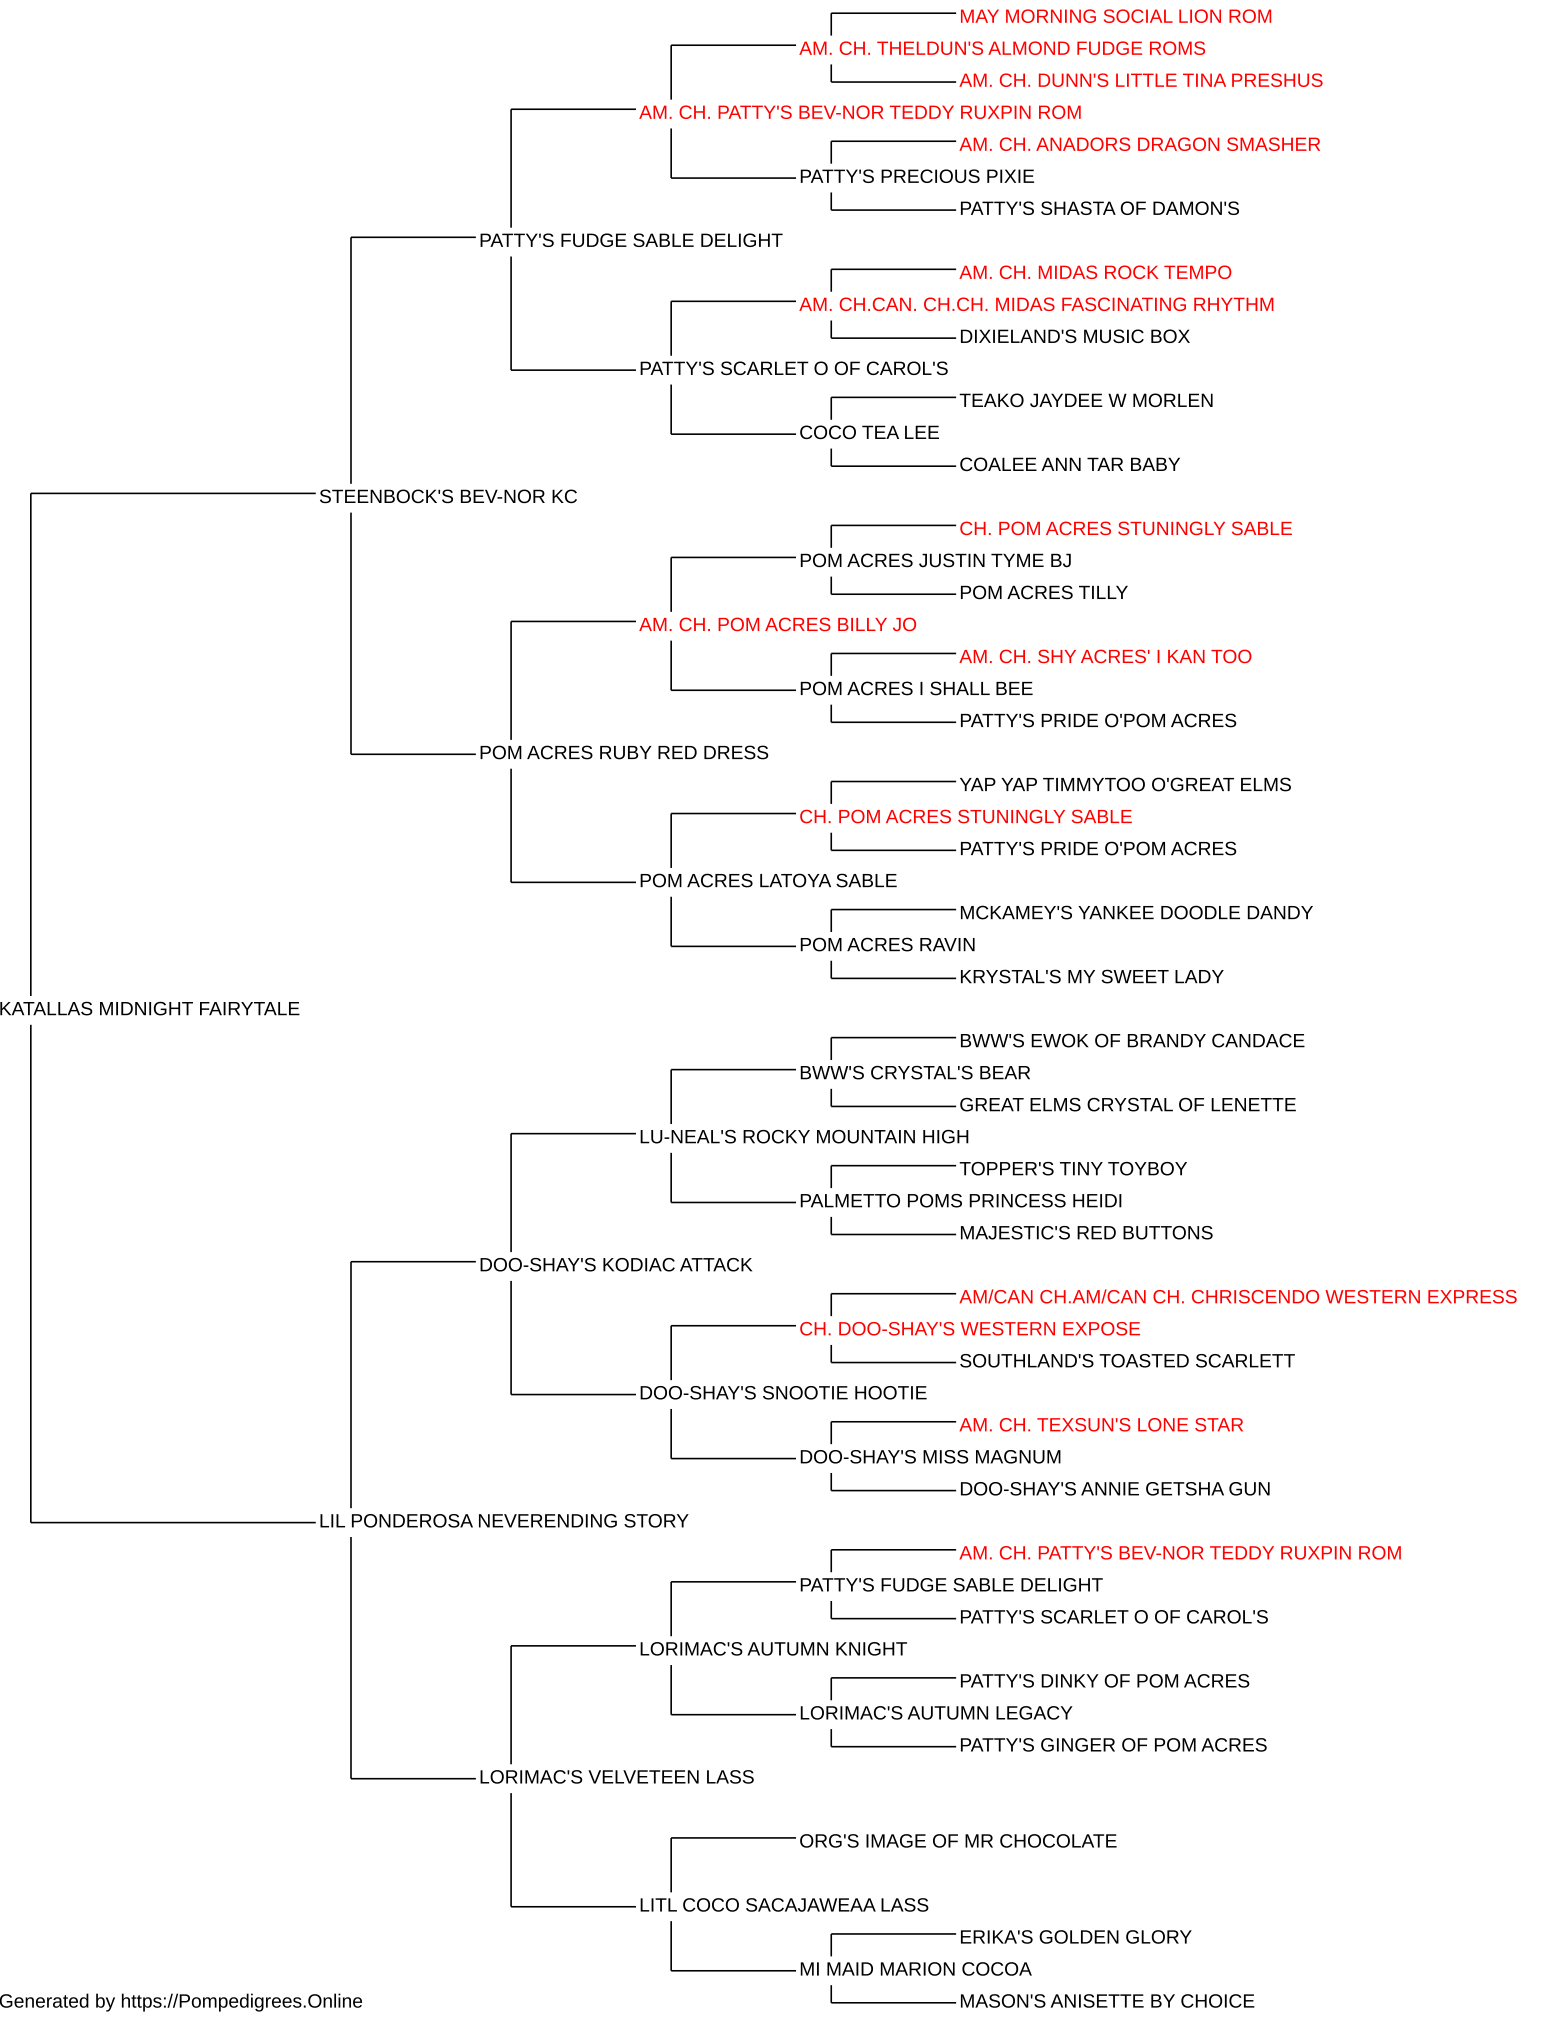 MAY MORNING SOCIAL LION ROM
AM. CH. THELDUN'S ALMOND FUDGE ROMS
AM. CH. DUNN'S LITTLE TINA PRESHUS
AM. CH. PATTY'S BEV-NOR TEDDY RUXPIN ROM
AM. CH. ANADORS DRAGON SMASHER
PATTY'S PRECIOUS PIXIE
PATTY'S SHASTA OF DAMON'S
PATTY'S FUDGE SABLE DELIGHT
AM. CH. MIDAS ROCK TEMPO
AM. CH.CAN. CH.CH. MIDAS FASCINATING RHYTHM
DIXIELAND'S MUSIC BOX
PATTY'S SCARLET O OF CAROL'S
TEAKO JAYDEE W MORLEN
COCO TEA LEE
COALEE ANN TAR BABY
STEENBOCK'S BEV-NOR KC
CH. POM ACRES STUNINGLY SABLE
POM ACRES JUSTIN TYME BJ
POM ACRES TILLY
AM. CH. POM ACRES BILLY JO
AM. CH. SHY ACRES' I KAN TOO
POM ACRES I SHALL BEE
PATTY'S PRIDE O'POM ACRES
POM ACRES RUBY RED DRESS
YAP YAP TIMMYTOO O'GREAT ELMS
CH. POM ACRES STUNINGLY SABLE
PATTY'S PRIDE O'POM ACRES
POM ACRES LATOYA SABLE
MCKAMEY'S YANKEE DOODLE DANDY
POM ACRES RAVIN
KRYSTAL'S MY SWEET LADY
KATALLAS MIDNIGHT FAIRYTALE
BWW'S EWOK OF BRANDY CANDACE
BWW'S CRYSTAL'S BEAR
GREAT ELMS CRYSTAL OF LENETTE
LU-NEAL'S ROCKY MOUNTAIN HIGH
TOPPER'S TINY TOYBOY
PALMETTO POMS PRINCESS HEIDI
MAJESTIC'S RED BUTTONS
DOO-SHAY'S KODIAC ATTACK
AM/CAN CH.AM/CAN CH. CHRISCENDO WESTERN EXPRESS
CH. DOO-SHAY'S WESTERN EXPOSE
SOUTHLAND'S TOASTED SCARLETT
DOO-SHAY'S SNOOTIE HOOTIE
AM. CH. TEXSUN'S LONE STAR
DOO-SHAY'S MISS MAGNUM
DOO-SHAY'S ANNIE GETSHA GUN
LIL PONDEROSA NEVERENDING STORY
AM. CH. PATTY'S BEV-NOR TEDDY RUXPIN ROM
PATTY'S FUDGE SABLE DELIGHT
PATTY'S SCARLET O OF CAROL'S
LORIMAC'S AUTUMN KNIGHT
PATTY'S DINKY OF POM ACRES
LORIMAC'S AUTUMN LEGACY
PATTY'S GINGER OF POM ACRES
LORIMAC'S VELVETEEN LASS
ORG'S IMAGE OF MR CHOCOLATE
LITL COCO SACAJAWEAA LASS
ERIKA'S GOLDEN GLORY
MI MAID MARION COCOA
MASON'S ANISETTE BY CHOICE
Generated by https://Pompedigrees.Online